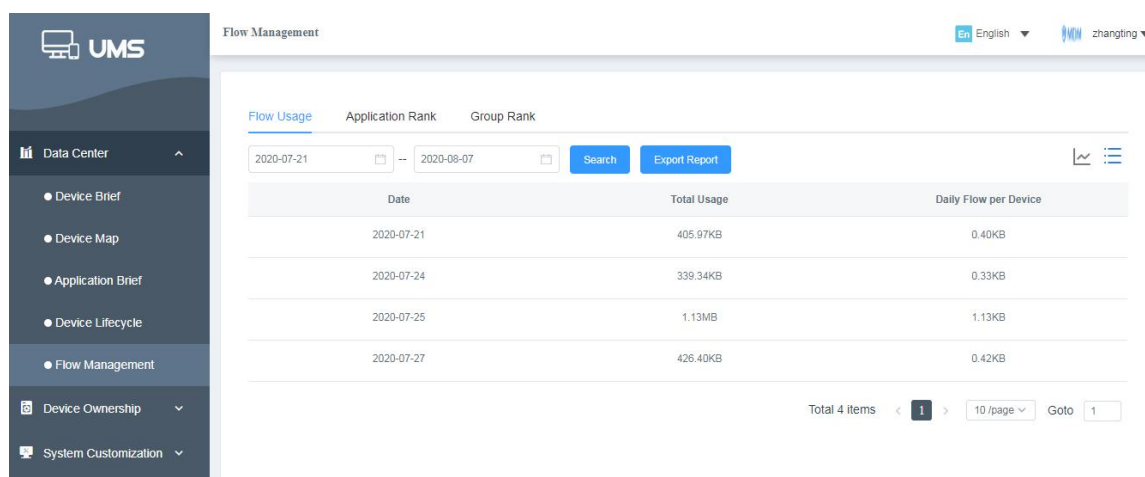 UMS
Flow Management
En English
MDM zhangting
Data Center
Device Brief
Device Map
Application Brief
Device Lifecycle
Flow Management
Device Ownership
System Customization
Flow Usage Application Rank Group Rank
2020-07-21 -- 2020-08-07 Search Export Report
Date Total Usage Daily Flow per Device
2020-07-21 405.97KB 0.40KB
2020-07-24 339.34KB 0.33KB
2020-07-25 1.13MB 1.13KB
2020-07-27 426.40KB 0.42KB
Total 4 items < 1 > 10 /page Goto 1